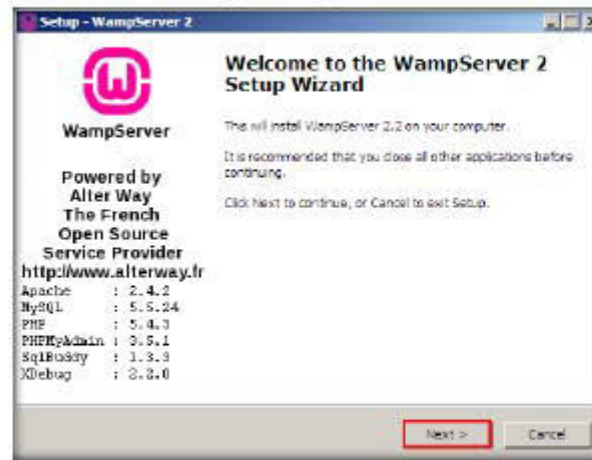 Setup - WampServer 2
WampServer
Powered by
Alter Way
The French
Open Source
Service Provider
http://www.alterway.fr
Apache : 2.4.2
MySQL : 5.5.24
PHP : 5.4.3
PHPMyAdmin : 3.5.1
SqlBuddy : 1.3.3
XDebug : 2.2.0
Welcome to the WampServer 2
Setup Wizard
This will install WampServer 2.2 on your computer.
It is recommended that you close all other applications before
continuing.
Click Next to continue, or Cancel to exit Setup.
Next >
Cancel